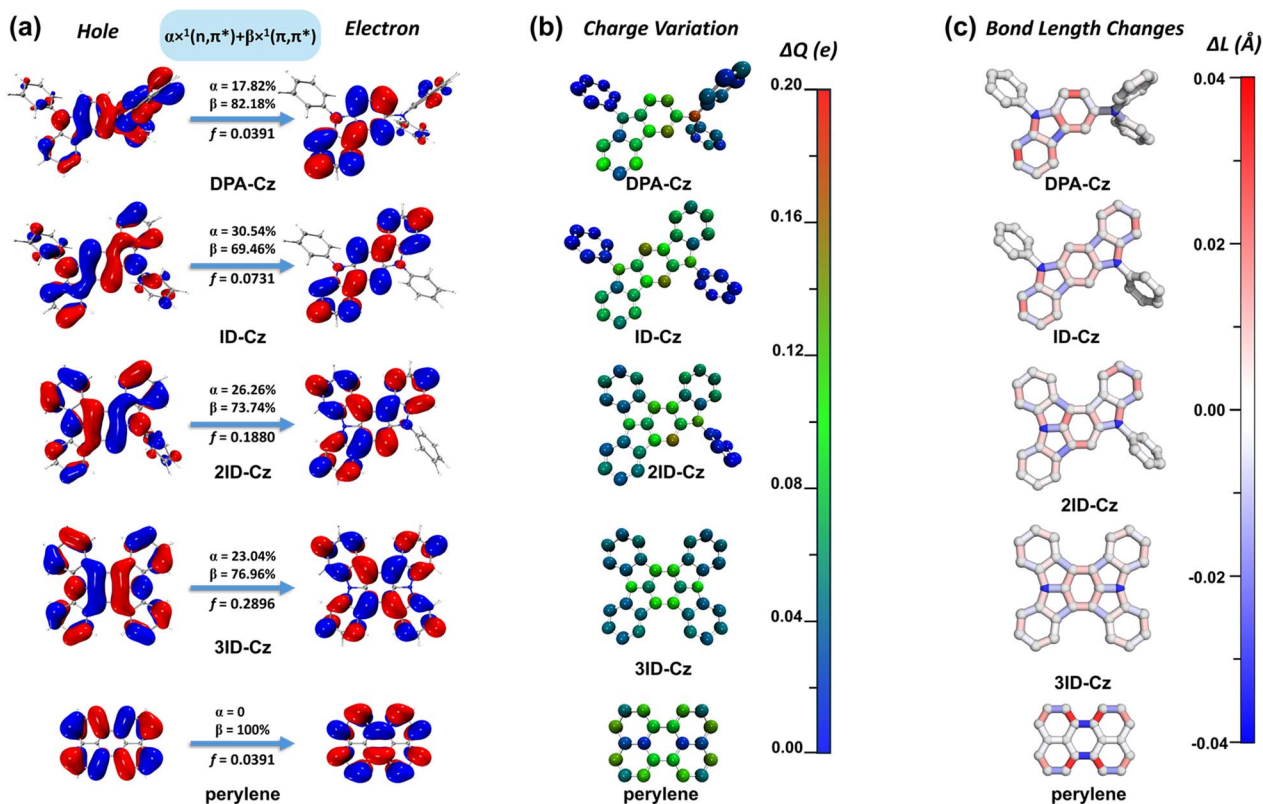 (a)
Hole
α×¹(n,π*)+β×¹(π,π*)
Electron
α = 17.82%
β = 82.18%
f = 0.0391
DPA-Cz
α = 30.54%
β = 69.46%
f = 0.0731
ID-Cz
α = 26.26%
β = 73.74%
f = 0.1880
2ID-Cz
α = 23.04%
β = 76.96%
f = 0.2896
3ID-Cz
α = 0
β = 100%
f = 0.0391
perylene
(b)
Charge Variation
ΔQ (e)
DPA-Cz
ID-Cz
2ID-Cz
3ID-Cz
perylene
0.20
0.16
0.12
0.08
0.04
0.00
(c)
Bond Length Changes
ΔL (Å)
DPA-Cz
ID-Cz
2ID-Cz
3ID-Cz
perylene
0.04
0.02
0.00
-0.02
-0.04